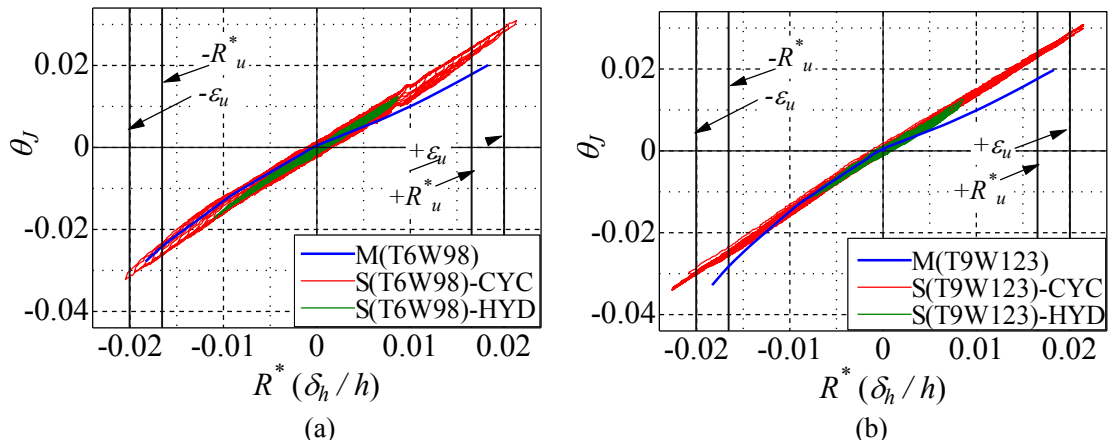 0.02
0
-0.02
-0.04
θJ
-R*u
-εu
+εu
+R*u
M(T6W98)
S(T6W98)-CYC
S(T6W98)-HYD
-0.02 -0.01 0 0.01 0.02
R* (δh / h)
(a)
0.02
0
-0.02
-0.04
θJ
-R*u
-εu
+εu
+R*u
M(T9W123)
S(T9W123)-CYC
S(T9W123)-HYD
-0.02 -0.01 0 0.01 0.02
R* (δh / h)
(b)